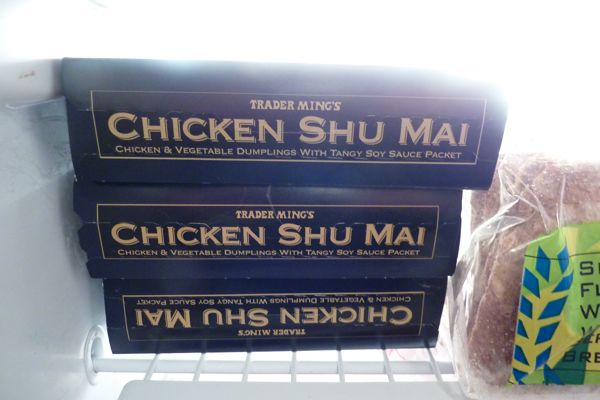 TRADER MING'S
CHICKEN SHU MAI
CHICKEN & VEGETABLE DUMPLINGS WITH TANGY SOY SAUCE PACKET
TRADER MING'S
CHICKEN SHU MAI
CHICKEN & VEGETABLE DUMPLINGS WITH TANGY SOY SAUCE PACKET
TRADER MING'S
CHICKEN SHU MAI
CHICKEN & VEGETABLE DUMPLINGS WITH TANGY SOY SAUCE PACKET